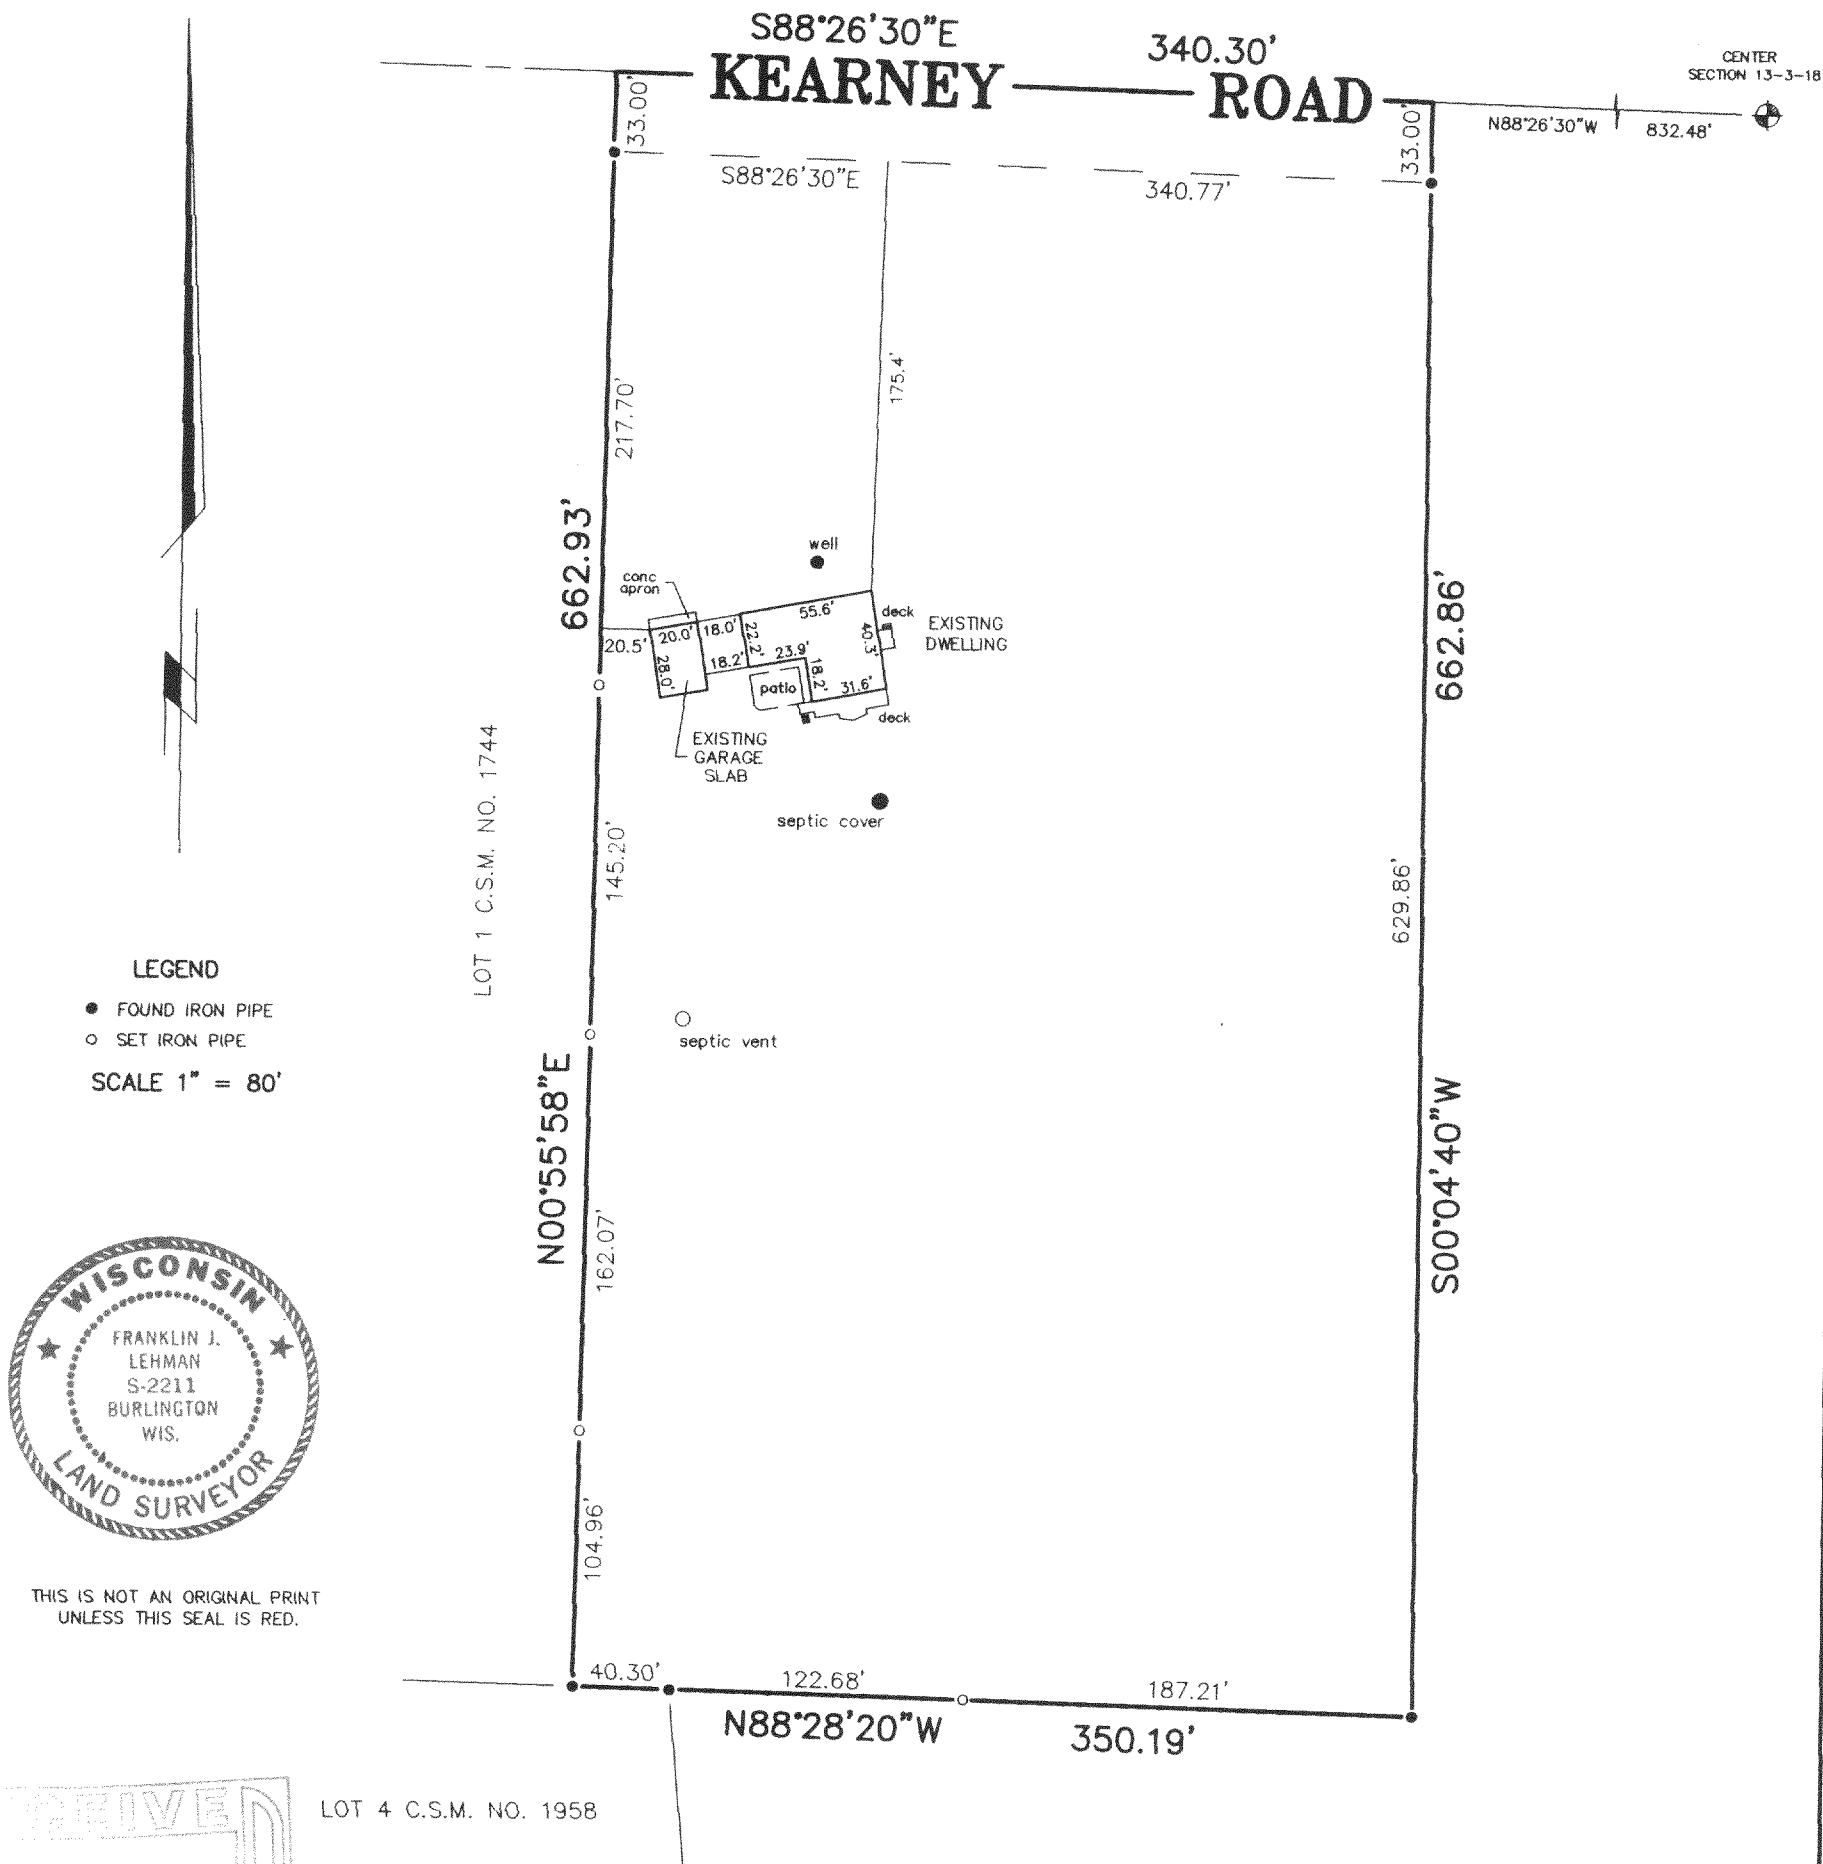 S88°26'30"E
340.30'
KEARNEY ROAD
CENTER
SECTION 13-3-18
N88°26'30"W
832.48'
33.00'
33.00'
S88°26'30"E
340.77'
217.70'
175.4'
662.93'
662.86'
well
conc
apron
20.5'
20.0'
28.0'
18.0'
18.2'
22.2'
55.6'
23.9'
18.2'
31.6'
40.3'
patio
deck
deck
EXISTING
DWELLING
EXISTING
GARAGE
SLAB
septic cover
LOT 1 C.S.M. NO. 1744
145.20'
629.86'
LEGEND
FOUND IRON PIPE
SET IRON PIPE
SCALE 1" = 80'
septic vent
N00°55'58"E
S00°04'40"W
162.07'
WISCONSIN
FRANKLIN J.
LEHMAN
S-2211
BURLINGTON
WIS.
LAND SURVEYOR
104.96'
THIS IS NOT AN ORIGINAL PRINT
UNLESS THIS SEAL IS RED.
40.30'
122.68'
187.21'
N88°28'20"W
350.19'
LOT 4 C.S.M. NO. 1958